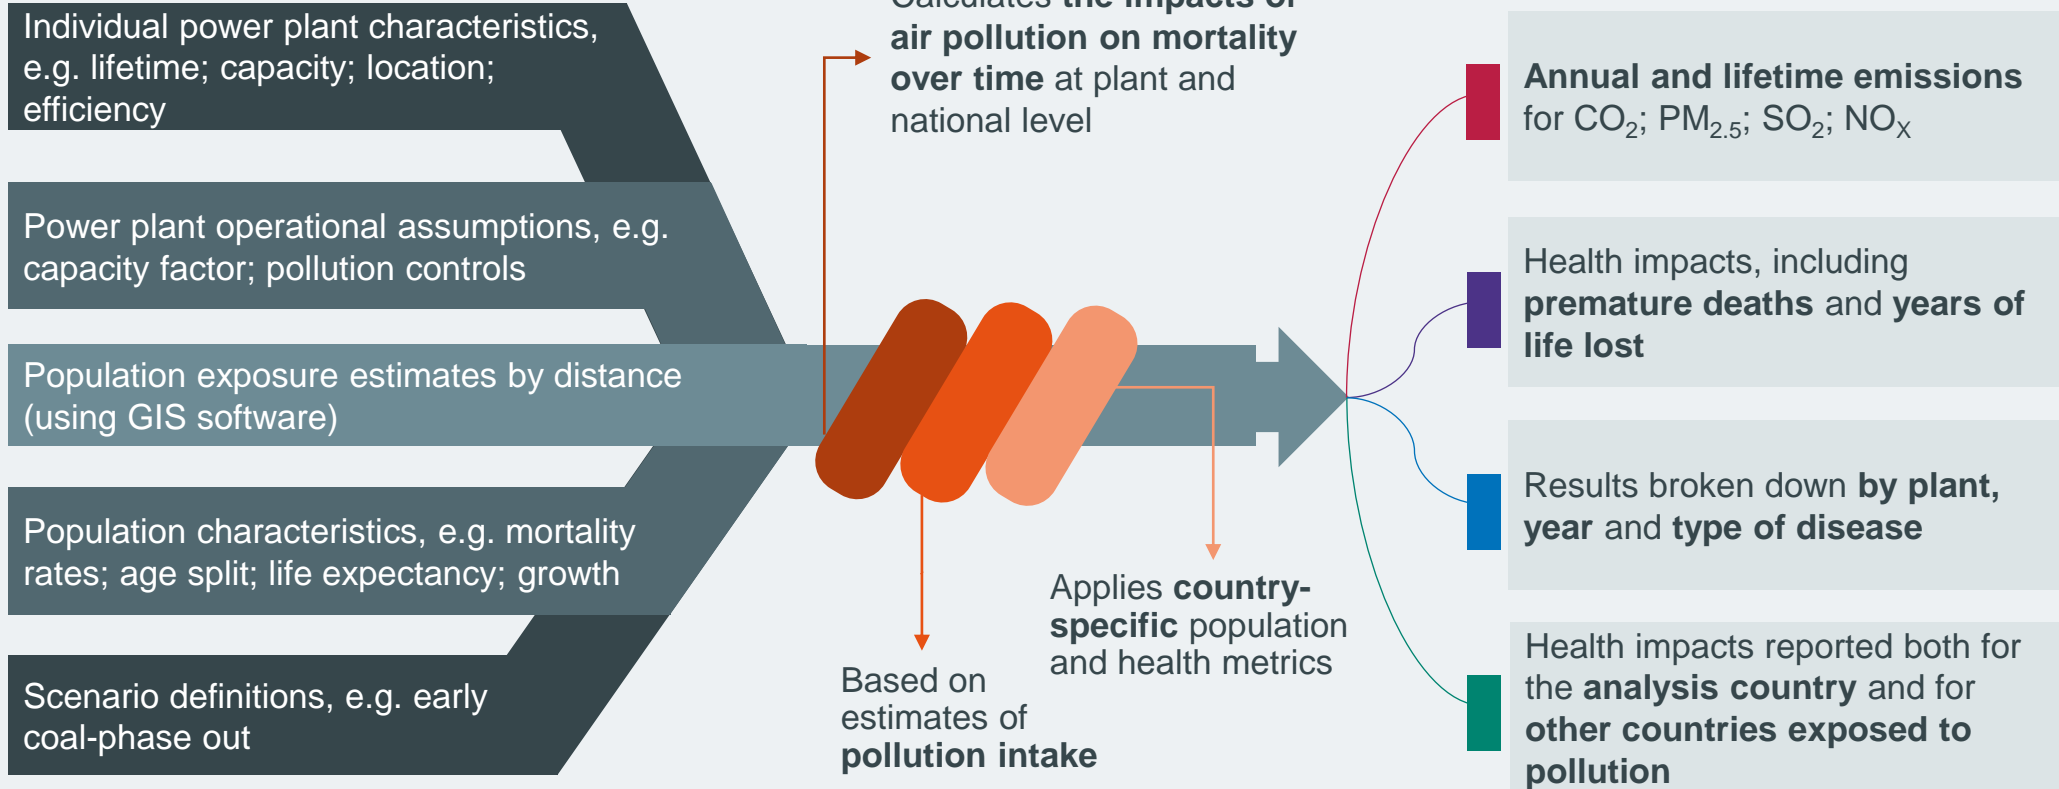 Individual power plant characteristics,
e.g. lifetime; capacity; location;
efficiency
Power plant operational assumptions, e.g.
capacity factor; pollution controls
Population exposure estimates by distance
(using GIS software)
Population characteristics, e.g. mortality
rates; age split; life expectancy; growth
Scenario definitions, e.g. early
coal-phase out
Calculates the impacts of
air pollution on mortality
over time at plant and
national level
Based on
estimates of
pollution intake
Applies country-
specific population
and health metrics
Annual and lifetime emissions
for CO₂; PM₂.₅; SO₂; NOₓ
Health impacts, including
premature deaths and years of
life lost
Results broken down by plant,
year and type of disease
Health impacts reported both for
the analysis country and for
other countries exposed to
pollution